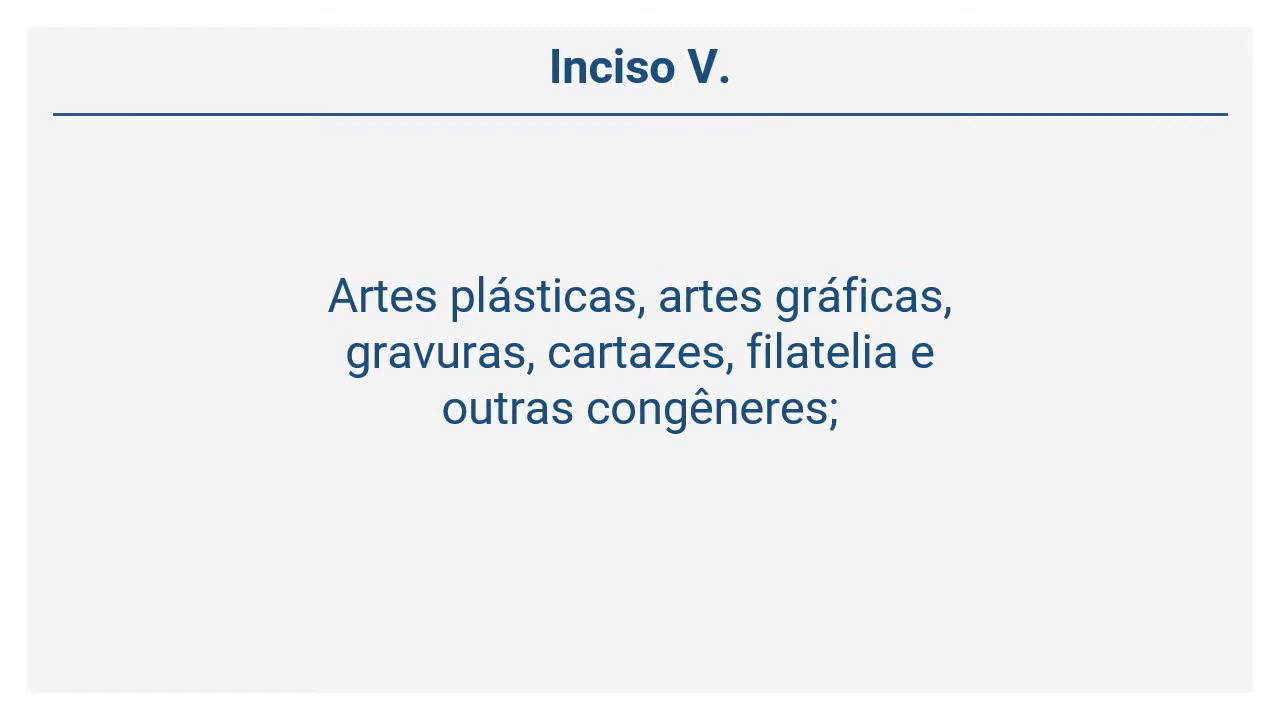 Inciso V.
Artes plásticas, artes gráficas,
gravuras, cartazes, filatelia e
outras congêneres;